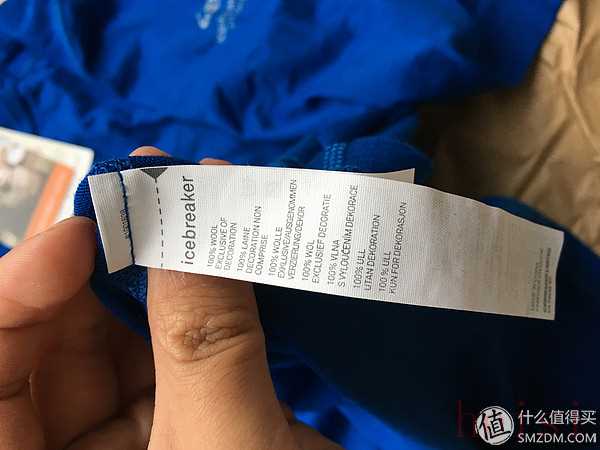 icebreaker
100% WOOL
EXCLUSIVE OF
DECORATION
100% LAINE
DECORATION NON
COMPRISE
100% WOLLE
EXKLUSIVE/AUSGENOMMEN
VERZIERUNG/DEKOR
100% WOL
EXCLUSIEF DECORATIE
100% VLNA
S VYLOUČENÍM DEKORACE
100% ULL
UTAN DEKORATION
100 % ULL
KUN FOR DEKORASJON
值 什么值得买
SMZDM.COM